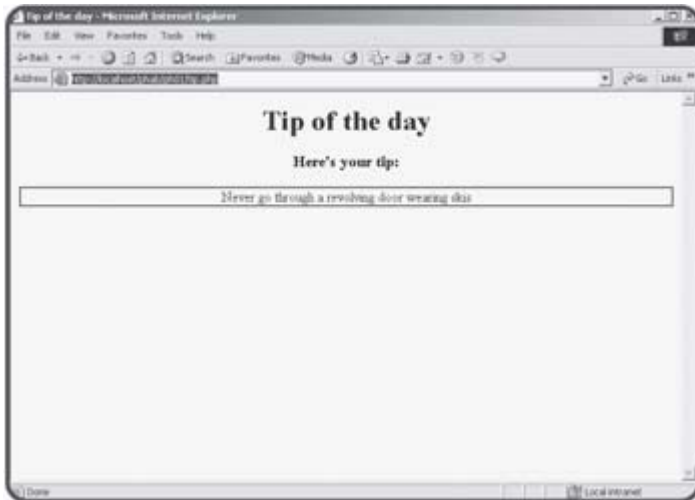 Tip of the day - Microsoft Internet Explorer
File Edit View Favorites Tools Help
Back Search Favorites Media
Address Go Links
Tip of the day
Here's your tip:
Never go through a revolving door wearing skis
Done Local intranet